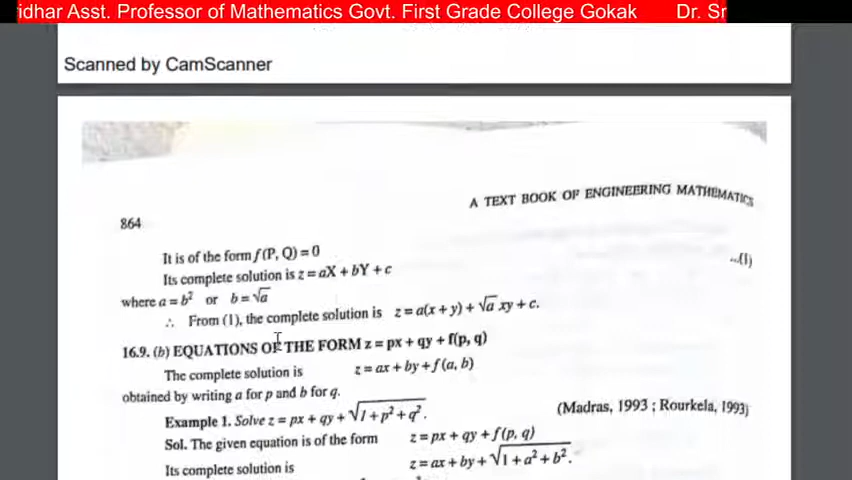 idhar Asst. Professor of Mathematics Govt. First Grade College Gokak Dr. Sr
Scanned by CamScanner
A TEXT BOOK OF ENGINEERING MATHEMATICS
864
It is of the form f(P, Q) = 0
...(1)
Its complete solution is z = aX + bY + c
where a = b² or b = √a
∴ From (1), the complete solution is z = a(x + y) + √a xy + c.
16.9. (b) EQUATIONS OF THE FORM z = px + qy + f(p, q)
The complete solution is z = ax + by + f (a, b)
obtained by writing a for p and b for q.
Example 1. Solve z = px + qy + √1 + p² + q². (Madras, 1993 ; Rourkela, 1993)
Sol. The given equation is of the form z = px + qy + f (p, q)
Its complete solution is z = ax + by + √1 + a² + b².